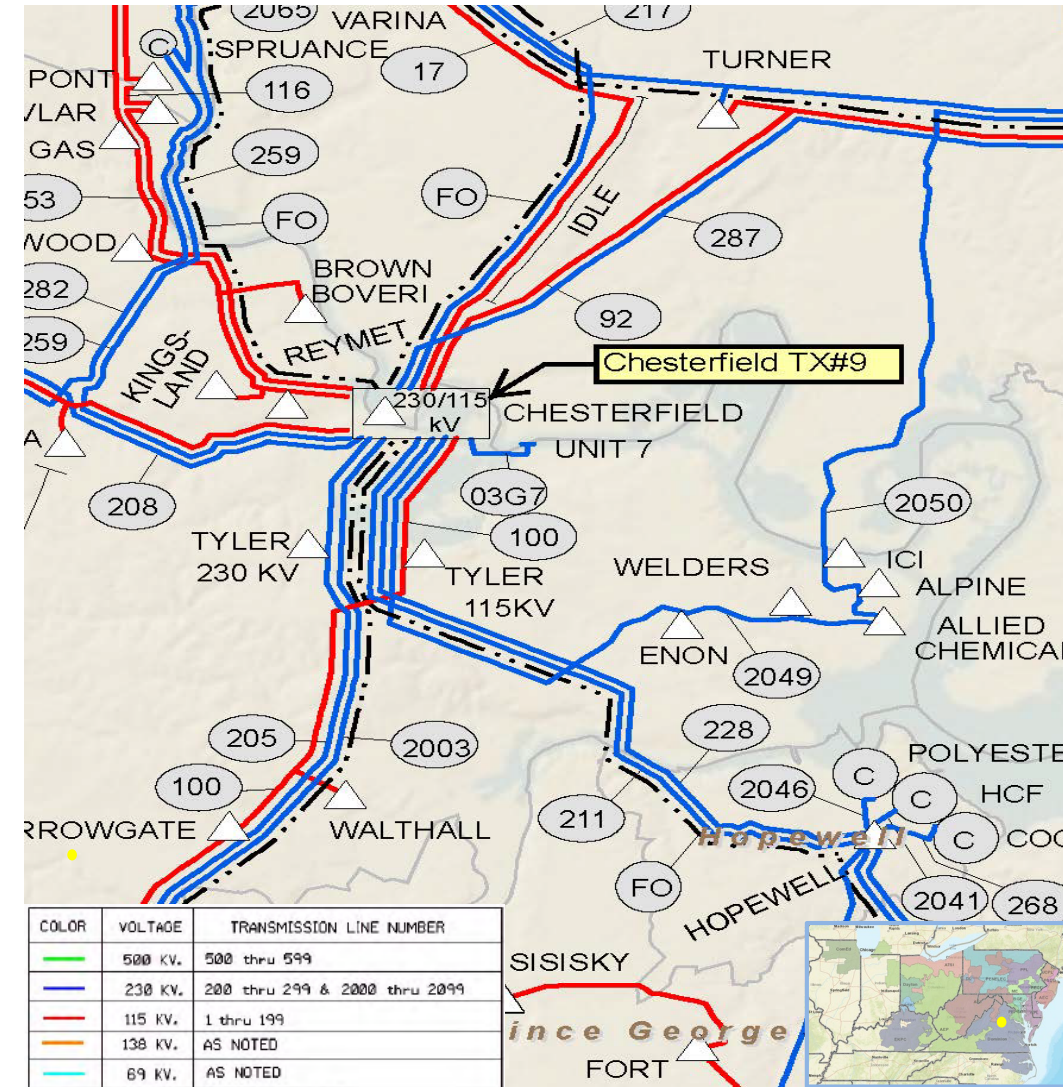 2065
VARINA
217
SPRUANCE
17
TURNER
C
PONT
116
VLAR
GAS
259
53
FO
FO
IDLE
WOOD
287
282
BROWN
BOVERI
92
259
REYMET
KINGS-
LAND
Chesterfield TX#9
230/115
kV
CHESTERFIELD
UNIT 7
A
208
03G7
100
2050
TYLER
230 KV
TYLER
115KV
WELDERS
ICI
ALPINE
ALLIED
CHEMICAL
ENON
2049
205
2003
228
100
2046
C
POLYESTE
C
HCF
RROWGATE
WALTHALL
211
Hopewell
C
COG
FO
HOPEWELL
2041
268
COLOR VOLTAGE TRANSMISSION LINE NUMBER
500 KV. 500 thru 599
230 KV. 200 thru 299 & 2000 thru 2099
115 KV. 1 thru 199
138 KV. AS NOTED
69 KV. AS NOTED
SISISKY
ince George
FORT